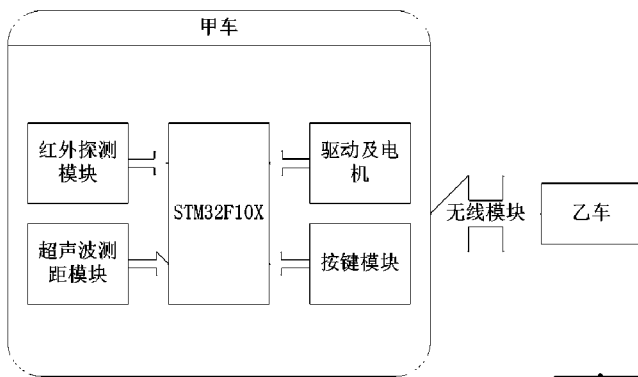 甲车
红外探测
模块
驱动及电
机
STM32F10X
无线模块
乙车
超声波测
距模块
按键模块